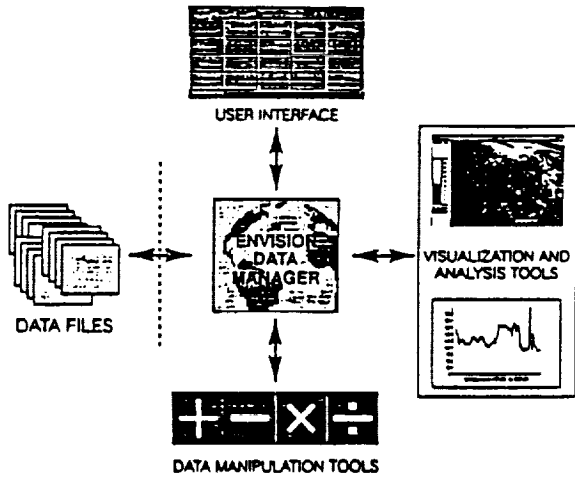 USER INTERFACE
ENVISION
DATA
MANAGER
VISUALIZATION AND
ANALYSIS TOOLS
DATA FILES
+ − × ÷
DATA MANIPULATION TOOLS